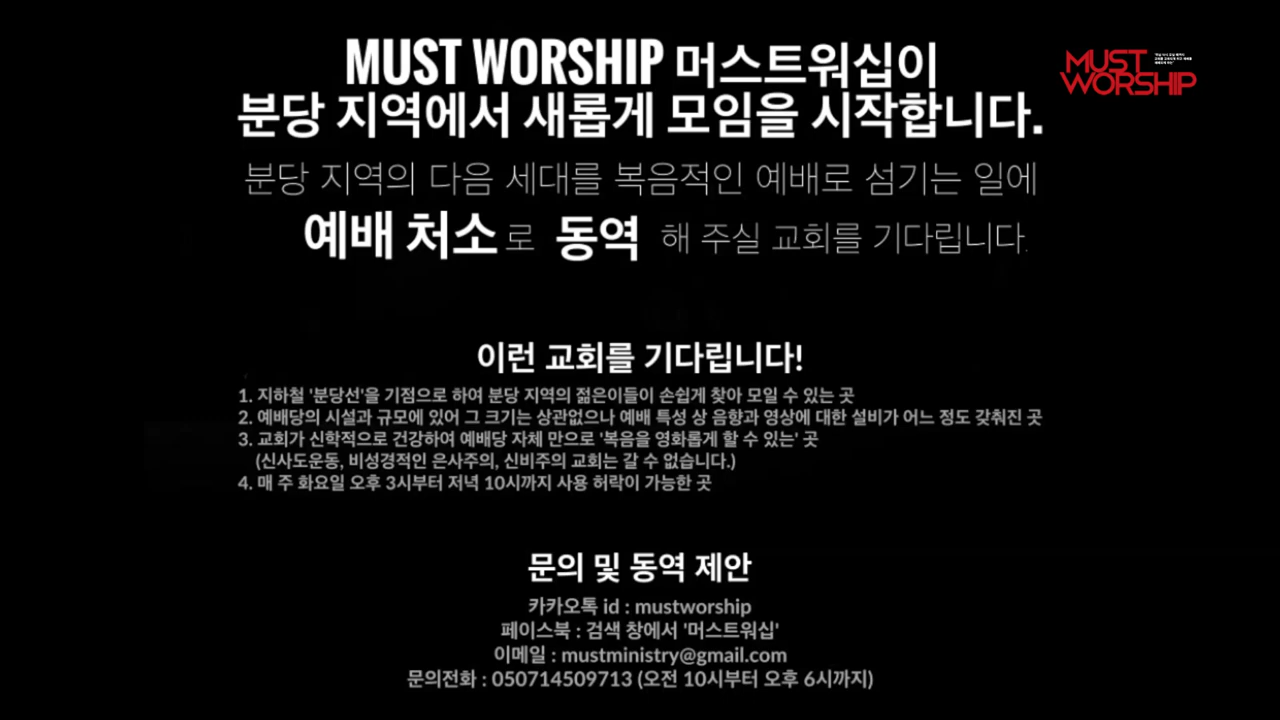 MUST WORSHIP 머스트워십이
분당 지역에서 새롭게 모임을 시작합니다.
분당 지역의 다음 세대를 복음적인 예배로 섬기는 일에
예배 처소로 동역 해 주실 교회를 기다립니다.
MUST
WORSHIP
이런 교회를 기다립니다!
1. 지하철 '분당선'을 기점으로 하여 분당 지역의 젊은이들이 손쉽게 찾아 모일 수 있는 곳
2. 예배당의 시설과 규모에 있어 그 크기는 상관없으나 예배 특성 상 음향과 영상에 대한 설비가 어느 정도 갖춰진 곳
3. 교회가 신학적으로 건강하여 예배당 자체 만으로 '복음을 영화롭게 할 수 있는' 곳
(신사도운동, 비성경적인 은사주의, 신비주의 교회는 갈 수 없습니다.)
4. 매 주 화요일 오후 3시부터 저녁 10시까지 사용 허락이 가능한 곳
문의 및 동역 제안
카카오톡 id : mustworship
페이스북 : 검색 창에서 '머스트워십'
이메일 : mustministry@gmail.com
문의전화 : 050714509713 (오전 10시부터 오후 6시까지)